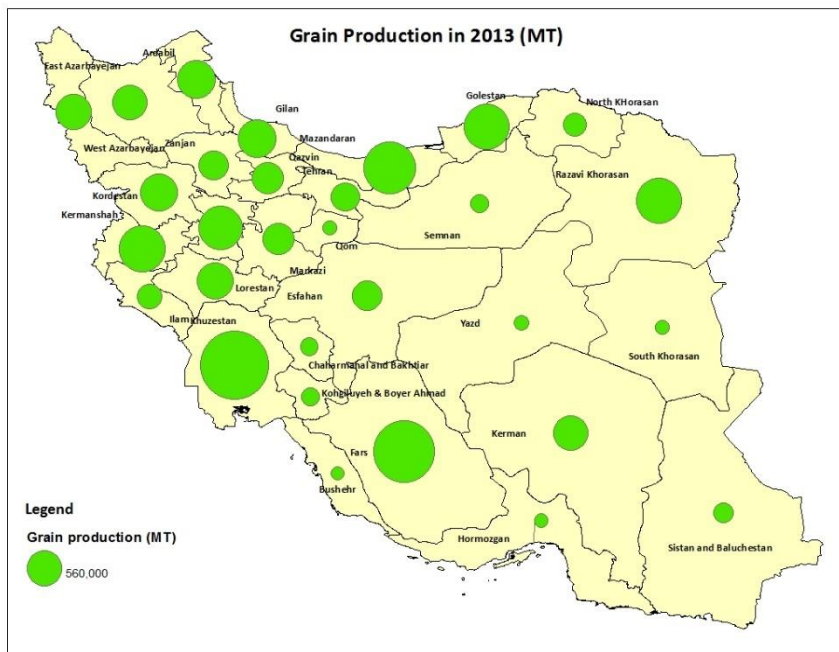 Grain Production in 2013 (MT)
Ardabil
East Azarbayejan
Gilan
Golestan
North KHorasan
West Azarbayejan
Zanjan
Mazandaran
Qazvin
Tehran
Razavi Khorasan
Kordestan
Kermanshah
Semnan
Qom
Markazi
Lorestan
Esfahan
Ilam
Khuzestan
Yazd
South Khorasan
Chaharmahal and Bakhtiar
Kohgiluyeh & Boyer Ahmad
Kerman
Fars
Bushehr
Hormozgan
Sistan and Baluchestan
Legend
Grain production (MT)
560,000